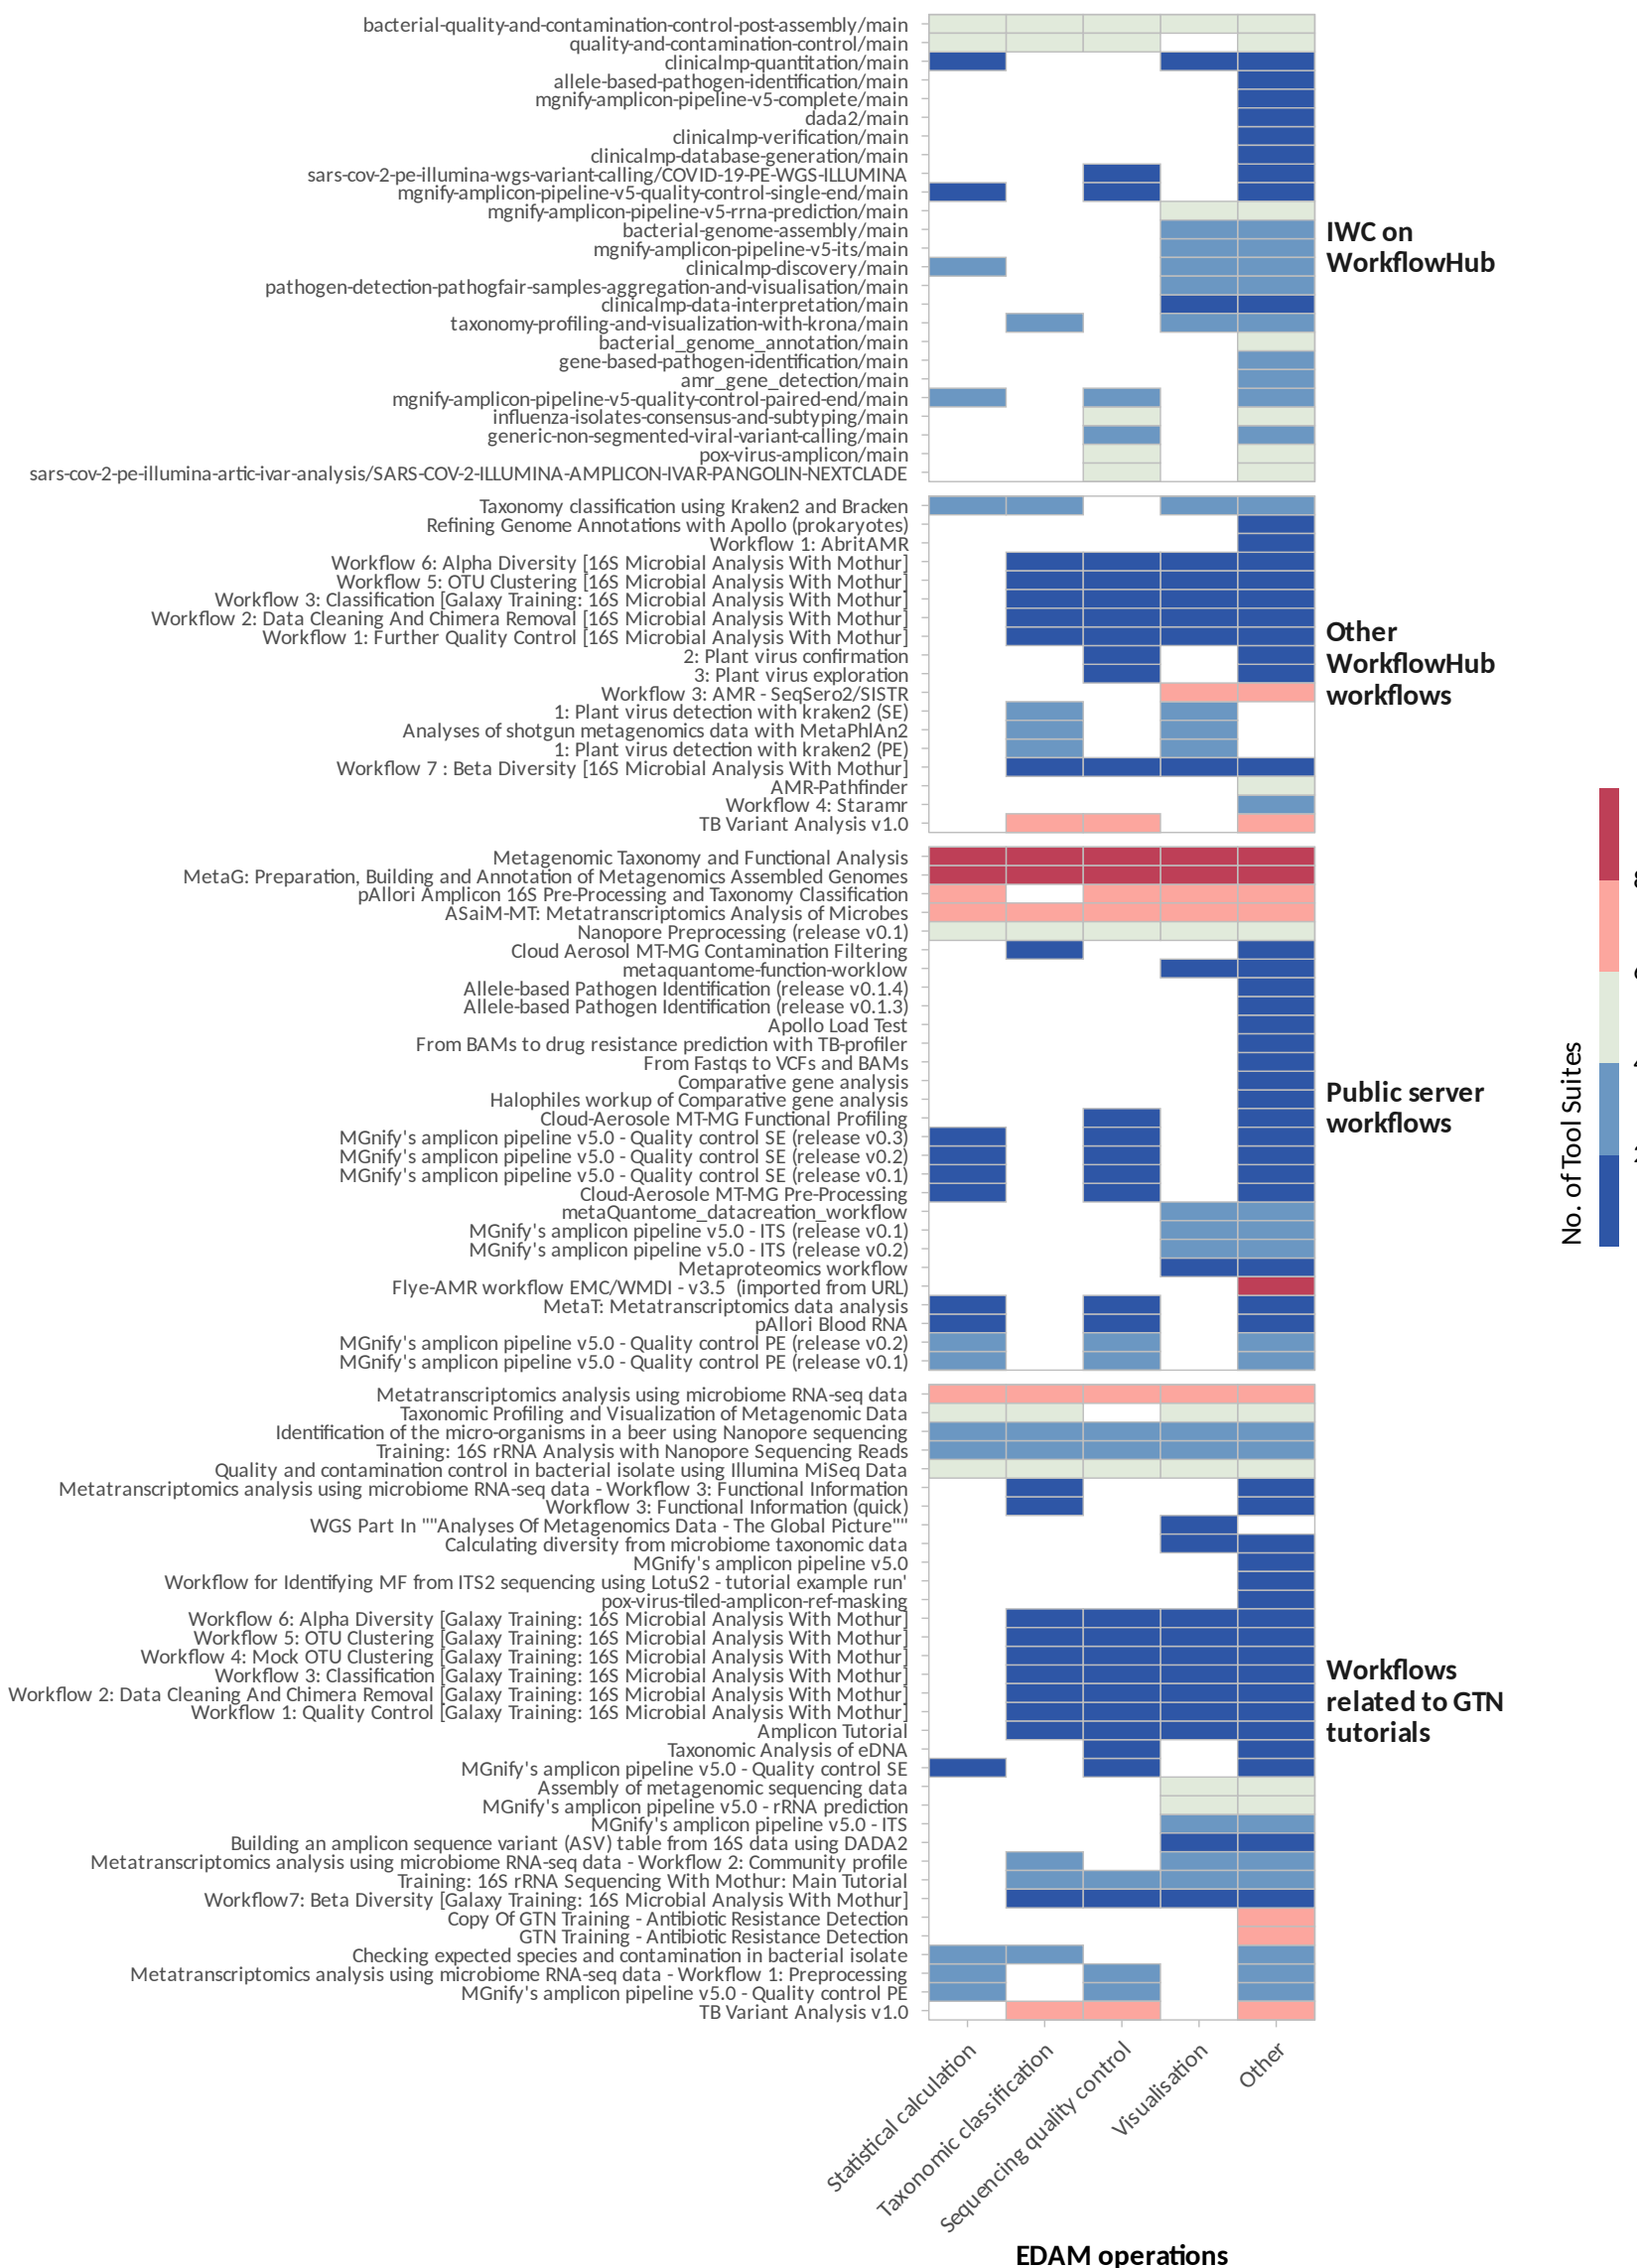 bacterial-quality-and-contamination-control-post-assembly/main
quality-and-contamination-control/main
clinicalmp-quantitation/main
allele-based-pathogen-identification/main
mgnify-amplicon-pipeline-v5-complete/main
dada2/main
clinicalmp-verification/main
clinicalmp-database-generation/main
sars-cov-2-pe-illumina-wgs-variant-calling/COVID-19-PE-WGS-ILLUMINA
mgnify-amplicon-pipeline-v5-quality-control-single-end/main
mgnify-amplicon-pipeline-v5-rrna-prediction/main
bacterial-genome-assembly/main
mgnify-amplicon-pipeline-v5-its/main
clinicalmp-discovery/main
pathogen-detection-pathogfair-samples-aggregation-and-visualisation/main
clinicalmp-data-interpretation/main
taxonomy-profiling-and-visualization-with-krona/main
bacterial_genome_annotation/main
gene-based-pathogen-identification/main
amr_gene_detection/main
mgnify-amplicon-pipeline-v5-quality-control-paired-end/main
influenza-isolates-consensus-and-subtyping/main
generic-non-segmented-viral-variant-calling/main
pox-virus-amplicon/main
sars-cov-2-pe-illumina-artic-ivar-analysis/SARS-COV-2-ILLUMINA-AMPLICON-IVAR-PANGOLIN-NEXTCLADE
IWC on
WorkflowHub
Taxonomy classification using Kraken2 and Bracken
Refining Genome Annotations with Apollo (prokaryotes)
Workflow 1: AbritAMR
Workflow 6: Alpha Diversity [16S Microbial Analysis With Mothur]
Workflow 5: OTU Clustering [16S Microbial Analysis With Mothur]
Workflow 3: Classification [Galaxy Training: 16S Microbial Analysis With Mothur]
Workflow 2: Data Cleaning And Chimera Removal [16S Microbial Analysis With Mothur]
Workflow 1: Further Quality Control [16S Microbial Analysis With Mothur]
2: Plant virus confirmation
3: Plant virus exploration
Workflow 3: AMR - SeqSero2/SISTR
1: Plant virus detection with kraken2 (SE)
Analyses of shotgun metagenomics data with MetaPhlAn2
1: Plant virus detection with kraken2 (PE)
Workflow 7 : Beta Diversity [16S Microbial Analysis With Mothur]
AMR-Pathfinder
Workflow 4: Staramr
TB Variant Analysis v1.0
Other
WorkflowHub
workflows
Metagenomic Taxonomy and Functional Analysis
MetaG: Preparation, Building and Annotation of Metagenomics Assembled Genomes
pAllori Amplicon 16S Pre-Processing and Taxonomy Classification
ASaiM-MT: Metatranscriptomics Analysis of Microbes
Nanopore Preprocessing (release v0.1)
Cloud Aerosol MT-MG Contamination Filtering
metaquantome-function-worklow
Allele-based Pathogen Identification (release v0.1.4)
Allele-based Pathogen Identification (release v0.1.3)
Apollo Load Test
From BAMs to drug resistance prediction with TB-profiler
From Fastqs to VCFs and BAMs
Comparative gene analysis
Halophiles workup of Comparative gene analysis
Cloud-Aerosole MT-MG Functional Profiling
MGnify's amplicon pipeline v5.0 - Quality control SE (release v0.3)
MGnify's amplicon pipeline v5.0 - Quality control SE (release v0.2)
MGnify's amplicon pipeline v5.0 - Quality control SE (release v0.1)
Cloud-Aerosole MT-MG Pre-Processing
metaQuantome_datacreation_workflow
MGnify's amplicon pipeline v5.0 - ITS (release v0.1)
MGnify's amplicon pipeline v5.0 - ITS (release v0.2)
Metaproteomics workflow
Flye-AMR workflow EMC/WMDI - v3.5  (imported from URL)
MetaT: Metatranscriptomics data analysis
pAllori Blood RNA
MGnify's amplicon pipeline v5.0 - Quality control PE (release v0.2)
MGnify's amplicon pipeline v5.0 - Quality control PE (release v0.1)
Public server
workflows
No. of Tool Suites
Metatranscriptomics analysis using microbiome RNA-seq data
Taxonomic Profiling and Visualization of Metagenomic Data
Identification of the micro-organisms in a beer using Nanopore sequencing
Training: 16S rRNA Analysis with Nanopore Sequencing Reads
Quality and contamination control in bacterial isolate using Illumina MiSeq Data
Metatranscriptomics analysis using microbiome RNA-seq data - Workflow 3: Functional Information
Workflow 3: Functional Information (quick)
WGS Part In ""Analyses Of Metagenomics Data - The Global Picture""
Calculating diversity from microbiome taxonomic data
MGnify's amplicon pipeline v5.0
Workflow for Identifying MF from ITS2 sequencing using LotuS2 - tutorial example run'
pox-virus-tiled-amplicon-ref-masking
Workflow 6: Alpha Diversity [Galaxy Training: 16S Microbial Analysis With Mothur]
Workflow 5: OTU Clustering [Galaxy Training: 16S Microbial Analysis With Mothur]
Workflow 4: Mock OTU Clustering [Galaxy Training: 16S Microbial Analysis With Mothur]
Workflow 3: Classification [Galaxy Training: 16S Microbial Analysis With Mothur]
Workflow 2: Data Cleaning And Chimera Removal [Galaxy Training: 16S Microbial Analysis With Mothur]
Workflow 1: Quality Control [Galaxy Training: 16S Microbial Analysis With Mothur]
Amplicon Tutorial
Taxonomic Analysis of eDNA
MGnify's amplicon pipeline v5.0 - Quality control SE
Assembly of metagenomic sequencing data
MGnify's amplicon pipeline v5.0 - rRNA prediction
MGnify's amplicon pipeline v5.0 - ITS
Building an amplicon sequence variant (ASV) table from 16S data using DADA2
Metatranscriptomics analysis using microbiome RNA-seq data - Workflow 2: Community profile
Training: 16S rRNA Sequencing With Mothur: Main Tutorial
Workflow7: Beta Diversity [Galaxy Training: 16S Microbial Analysis With Mothur]
Copy Of GTN Training - Antibiotic Resistance Detection
GTN Training - Antibiotic Resistance Detection
Checking expected species and contamination in bacterial isolate
Metatranscriptomics analysis using microbiome RNA-seq data - Workflow 1: Preprocessing
MGnify's amplicon pipeline v5.0 - Quality control PE
TB Variant Analysis v1.0
Workflows
related to GTN
tutorials
Statistical calculation
Taxonomic classification
Sequencing quality control
Visualisation
Other
EDAM operations